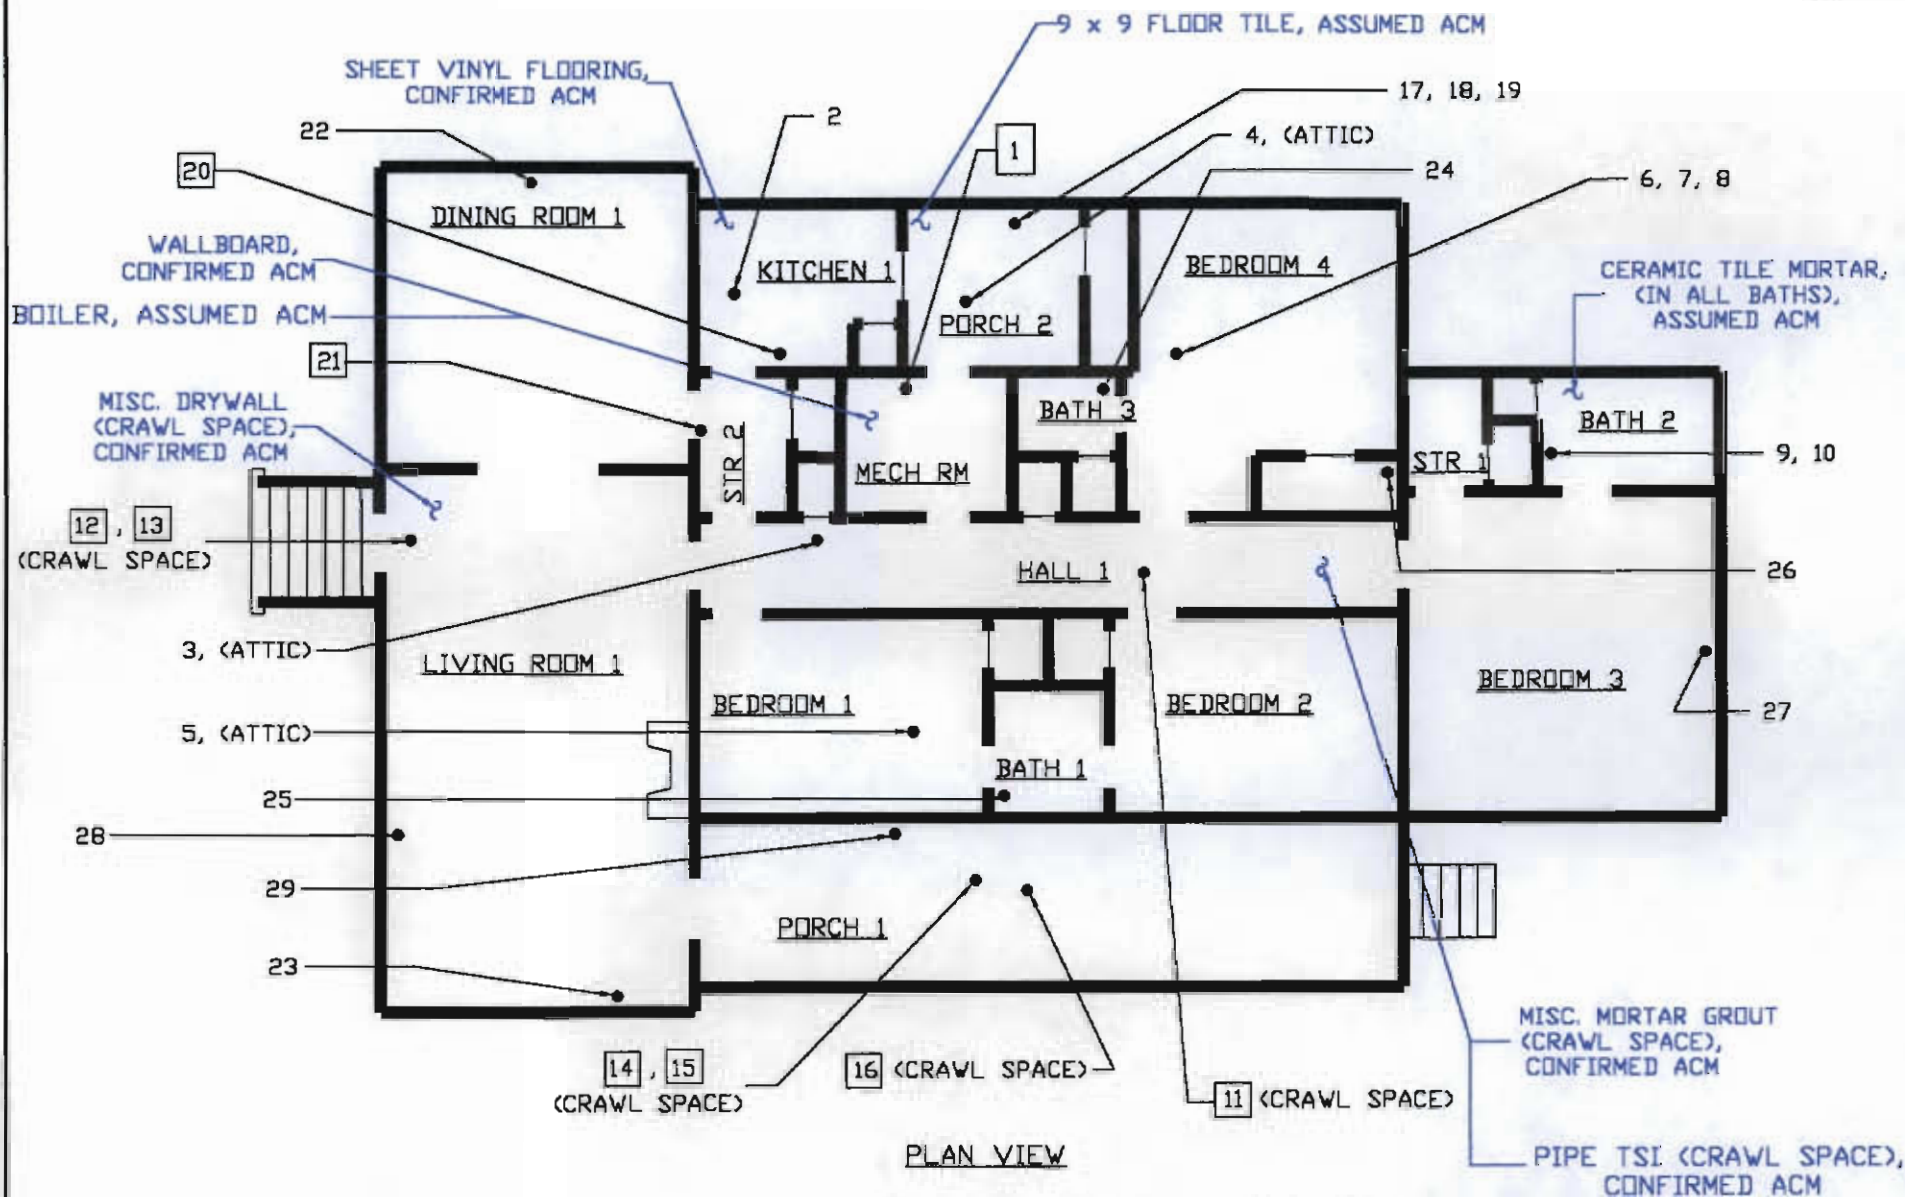 9 x 9 FLOOR TILE, ASSUMED ACM
SHEET VINYL FLOORING,
CONFIRMED ACM
17, 18, 19
2
22
4, (ATTIC)
1
20
24
6, 7, 8
DINING ROOM 1
WALLBOARD,
CONFIRMED ACM
KITCHEN 1
BEDROOM 4
CERAMIC TILE MORTAR,
(IN ALL BATHS),
ASSUMED ACM
BOILER, ASSUMED ACM
PORCH 2
21
MISC. DRYWALL
(CRAWL SPACE),
CONFIRMED ACM
BATH 3
BATH 2
STR 2
MECH RM
STR 1
9, 10
12 , 13
(CRAWL SPACE)
HALL 1
26
3, (ATTIC)
LIVING ROOM 1
BEDROOM 1
BEDROOM 2
BEDROOM 3
27
5, (ATTIC)
BATH 1
25
28
29
PORCH 1
23
MISC. MORTAR GROUT
(CRAWL SPACE),
CONFIRMED ACM
14 , 15
(CRAWL SPACE)
16 (CRAWL SPACE)
11 (CRAWL SPACE)
PLAN VIEW
PIPE TSI (CRAWL SPACE),
CONFIRMED ACM